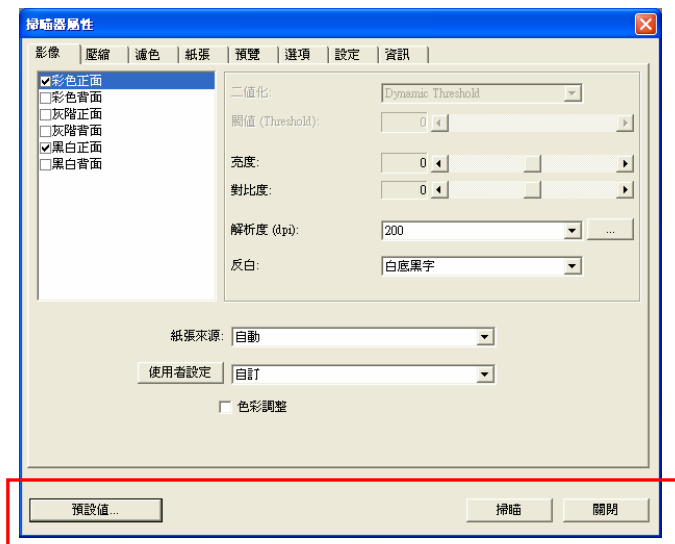 掃瞄器屬性
影像 壓縮 濾色 紙張 預覽 選項 設定 資訊
彩色正面
彩色背面
灰階正面
灰階背面
黑白正面
黑白背面
二值化: Dynamic Threshold
閾值 (Threshold): 0
亮度: 0
對比度: 0
解析度 (dpi): 200 ...
反白: 白底黑字
紙張來源: 自動
使用者設定 自訂
色彩調整
預設值... 掃瞄 關閉